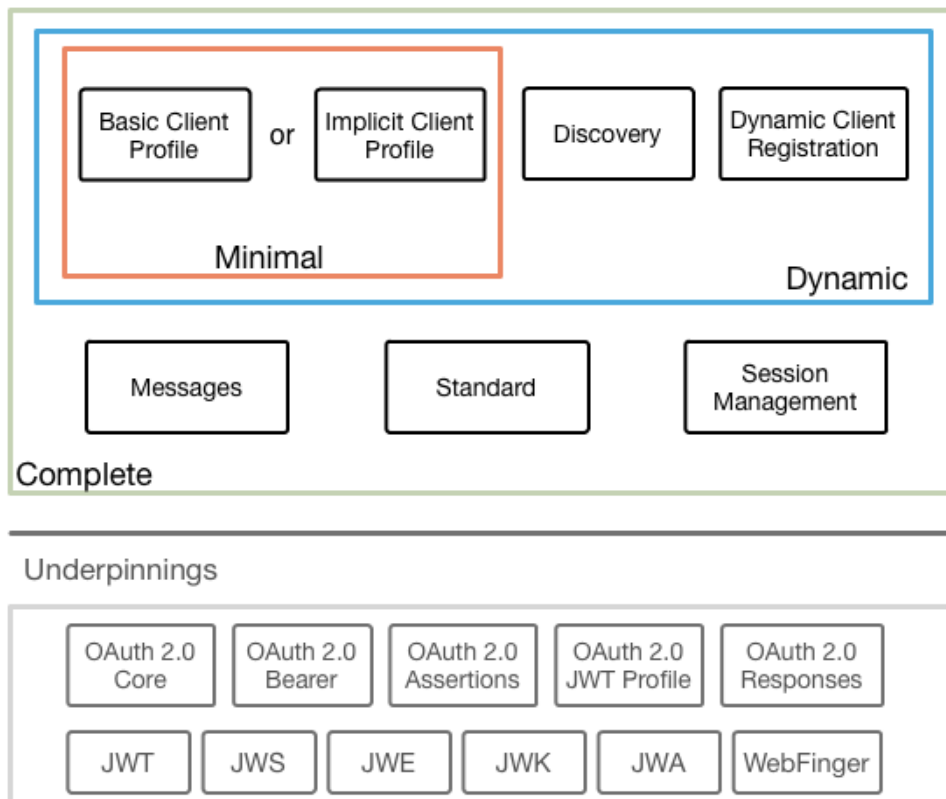 Basic Client
Profile
or
Implicit Client
Profile
Discovery
Dynamic Client
Registration
Minimal
Dynamic
Messages
Standard
Session
Management
Complete
Underpinnings
OAuth 2.0
Core
OAuth 2.0
Bearer
OAuth 2.0
Assertions
OAuth 2.0
JWT Profile
OAuth 2.0
Responses
JWT
JWS
JWE
JWK
JWA
WebFinger